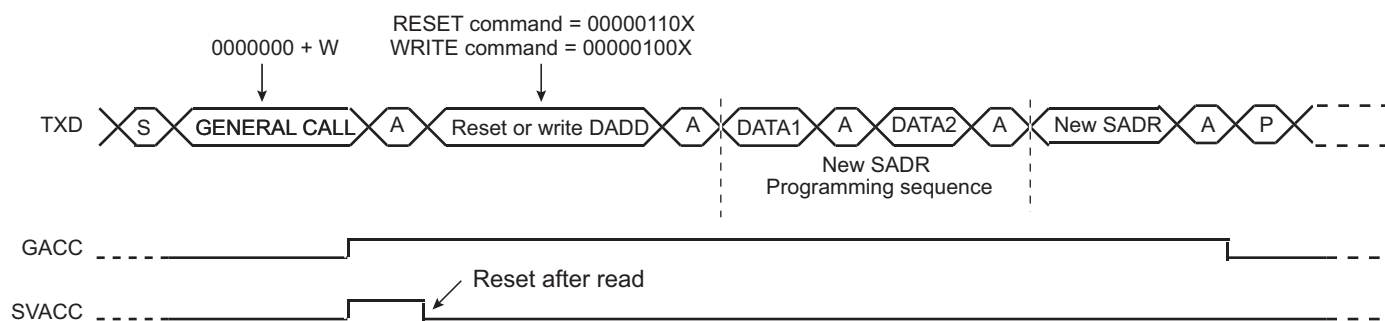 RESET command = 00000110X
0000000 + W WRITE command = 00000100X
TXD S GENERAL CALL A Reset or write DADD A DATA1 A DATA2 A New SADR A P
New SADR
Programming sequence
GACC
Reset after read
SVACC